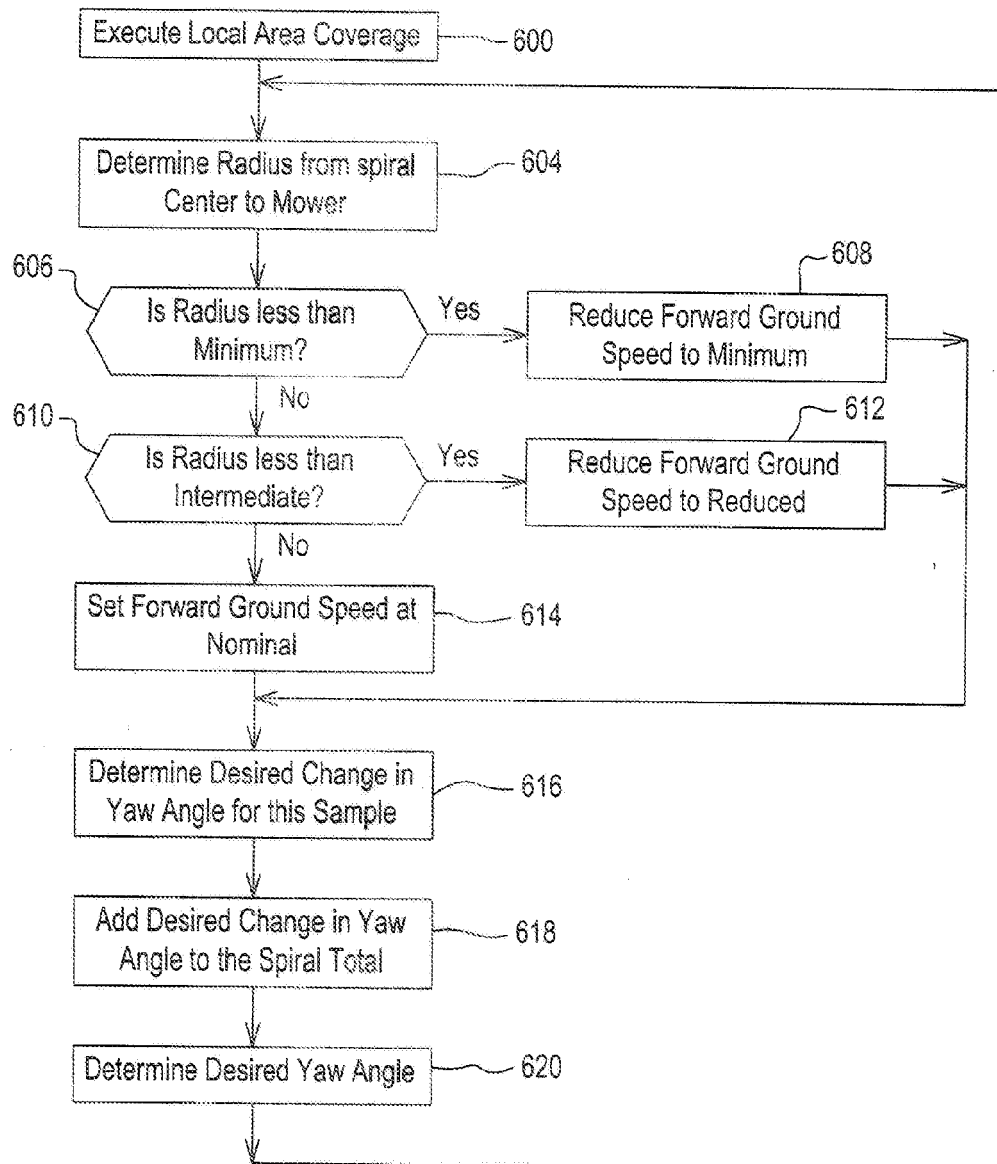 Execute Local Area Coverage
600
Determine Radius from spiral
Center to Mower
604
606
Is Radius less than
Minimum?
Yes
608
Reduce Forward Ground
Speed to Minimum
No
610
Is Radius less than
Intermediate?
Yes
612
Reduce Forward Ground
Speed to Reduced
No
Set Forward Ground Speed at
Nominal
614
Determine Desired Change in
Yaw Angle for this Sample
616
Add Desired Change in Yaw
Angle to the Spiral Total
618
Determine Desired Yaw Angle
620